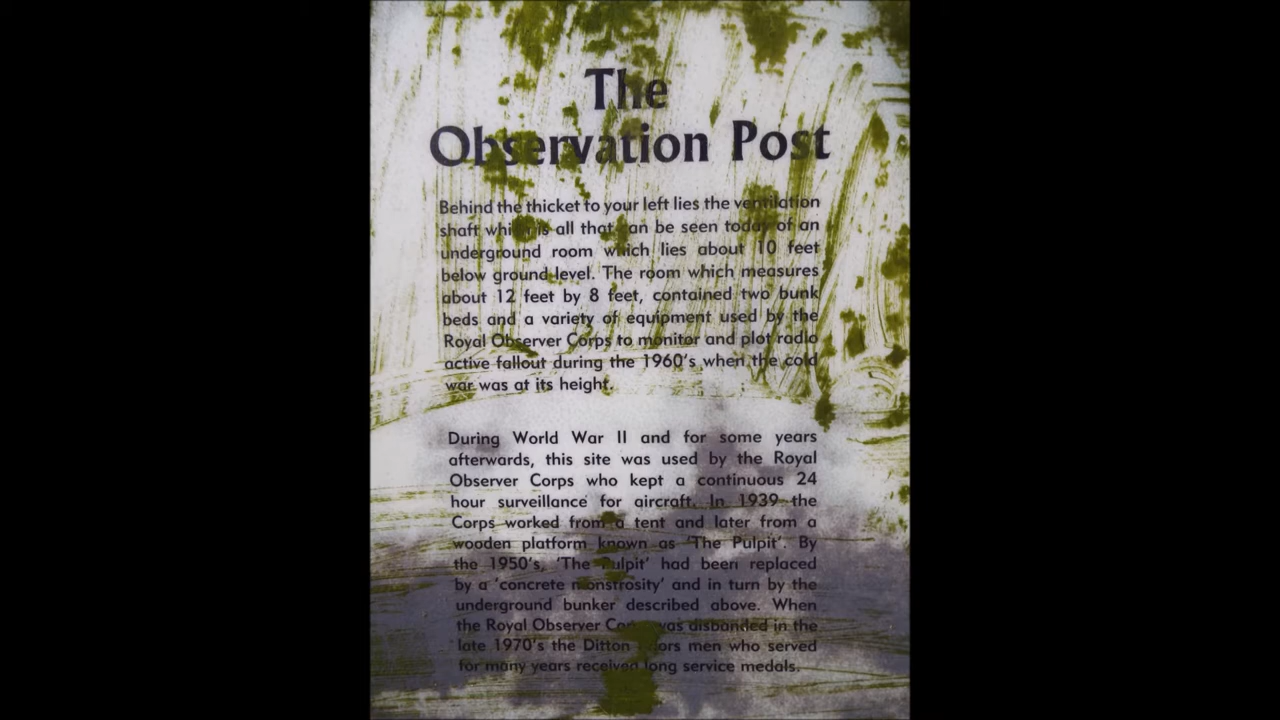 The
Observation Post
Behind the thicket to your left lies the ventilation
shaft which is all that can be seen today of an
underground room which lies about 10 feet
below ground level. The room which measures
about 12 feet by 8 feet, contained two bunk
beds and a variety of equipment used by the
Royal Observer Corps to monitor and plot radio
active fallout during the 1960's when the cold
war was at its height.
During World War II and for some years
afterwards, this site was used by the Royal
Observer Corps who kept a continuous 24
hour surveillance for aircraft. In 1939 the
Corps worked from a tent and later from a
wooden platform known as 'The Pulpit'. By
the 1950's, 'The Pulpit' had been replaced
by a 'concrete monstrosity' and in turn by the
underground bunker described above. When
the Royal Observer Corps was disbanded in the
late 1970's the Ditton Priors men who served
for many years received long service medals.